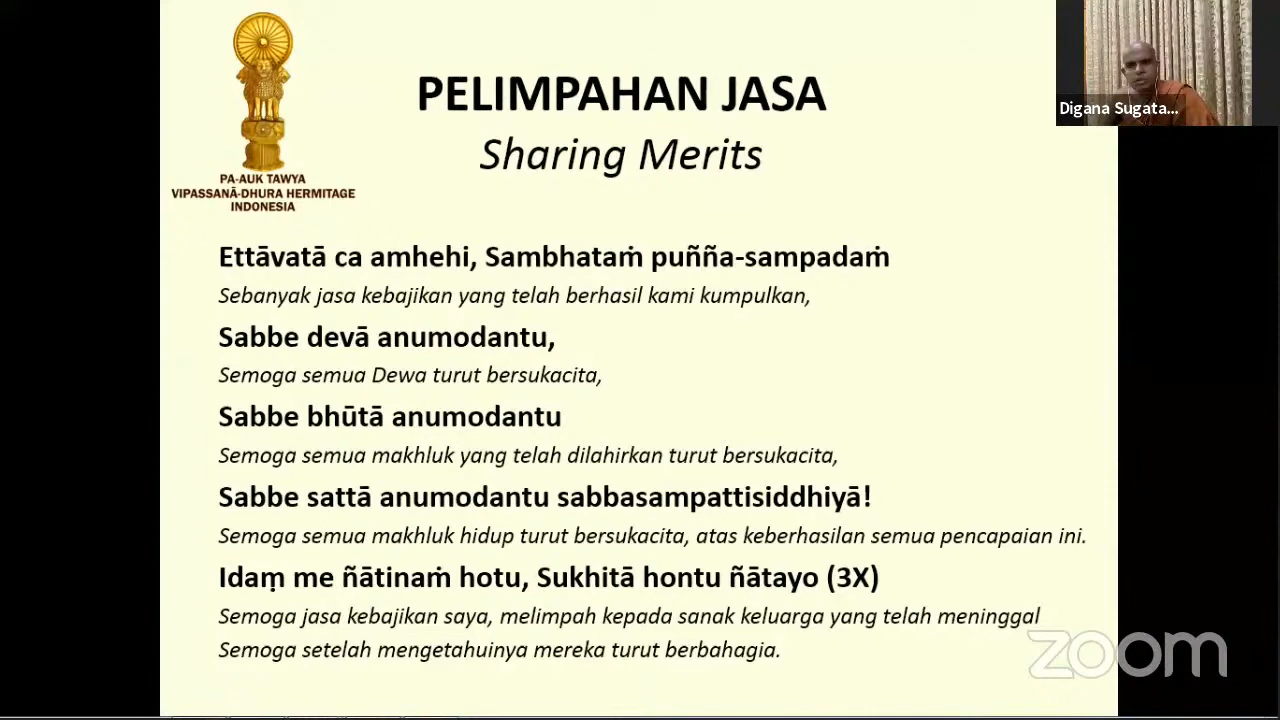 PELIMPAHAN JASA
Sharing Merits
PA-AUK TAWYA
VIPASSANĀ-DHURA HERMITAGE
INDONESIA
Digana Sugata...
Ettāvatā ca amhehi, Sambhataṁ puñña-sampadaṁ
Sebanyak jasa kebajikan yang telah berhasil kami kumpulkan,
Sabbe devā anumodantu,
Semoga semua Dewa turut bersukacita,
Sabbe bhūtā anumodantu
Semoga semua makhluk yang telah dilahirkan turut bersukacita,
Sabbe sattā anumodantu sabbasampattisiddhiyā!
Semoga semua makhluk hidup turut bersukacita, atas keberhasilan semua pencapaian ini.
Idaṃ me ñātinaṁ hotu, Sukhitā hontu ñātayo (3X)
Semoga jasa kebajikan saya, melimpah kepada sanak keluarga yang telah meninggal
Semoga setelah mengetahuinya mereka turut berbahagia.
zoom